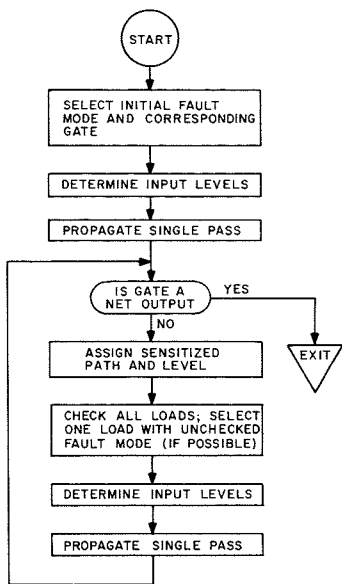 START
SELECT INITIAL FAULT
MODE AND CORRESPONDING
GATE
DETERMINE INPUT LEVELS
PROPAGATE SINGLE PASS
IS GATE A
NET OUTPUT
YES
NO
EXIT
ASSIGN SENSITIZED
PATH AND LEVEL
CHECK ALL LOADS; SELECT
ONE LOAD WITH UNCHECKED
FAULT MODE (IF POSSIBLE)
DETERMINE INPUT LEVELS
PROPAGATE SINGLE PASS